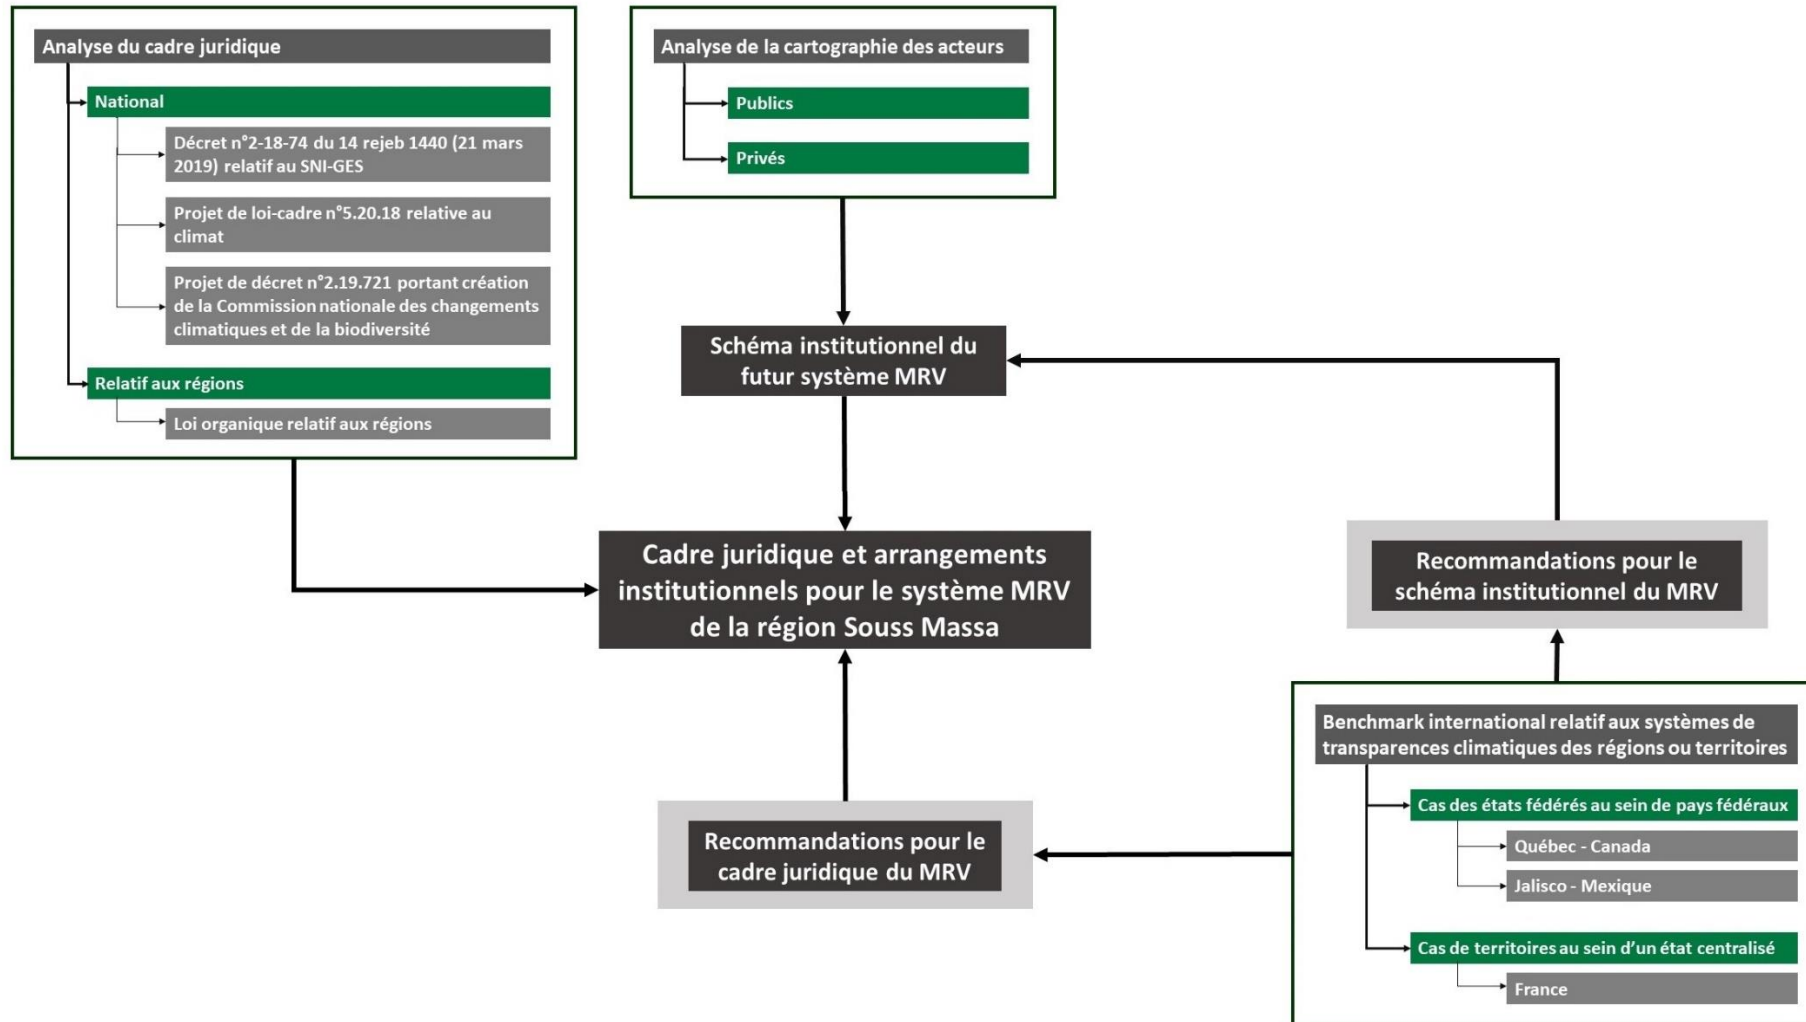 Analyse du cadre juridique
National
Décret n°2-18-74 du 14 rejeb 1440 (21 mars
2019) relatif au SNI-GES
Projet de loi-cadre n°5.20.18 relative au
climat
Projet de décret n°2.19.721 portant création
de la Commission nationale des changements
climatiques et de la biodiversité
Relatif aux régions
Loi organique relatif aux régions
Analyse de la cartographie des acteurs
Publics
Privés
Schéma institutionnel du
futur système MRV
Cadre juridique et arrangements
institutionnels pour le système MRV
de la région Souss Massa
Recommandations pour le
schéma institutionnel du MRV
Recommandations pour le
cadre juridique du MRV
Benchmark international relatif aux systèmes de
transparences climatiques des régions ou territoires
Cas des états fédérés au sein de pays fédéraux
Québec - Canada
Jalisco - Mexique
Cas de territoires au sein d’un état centralisé
France